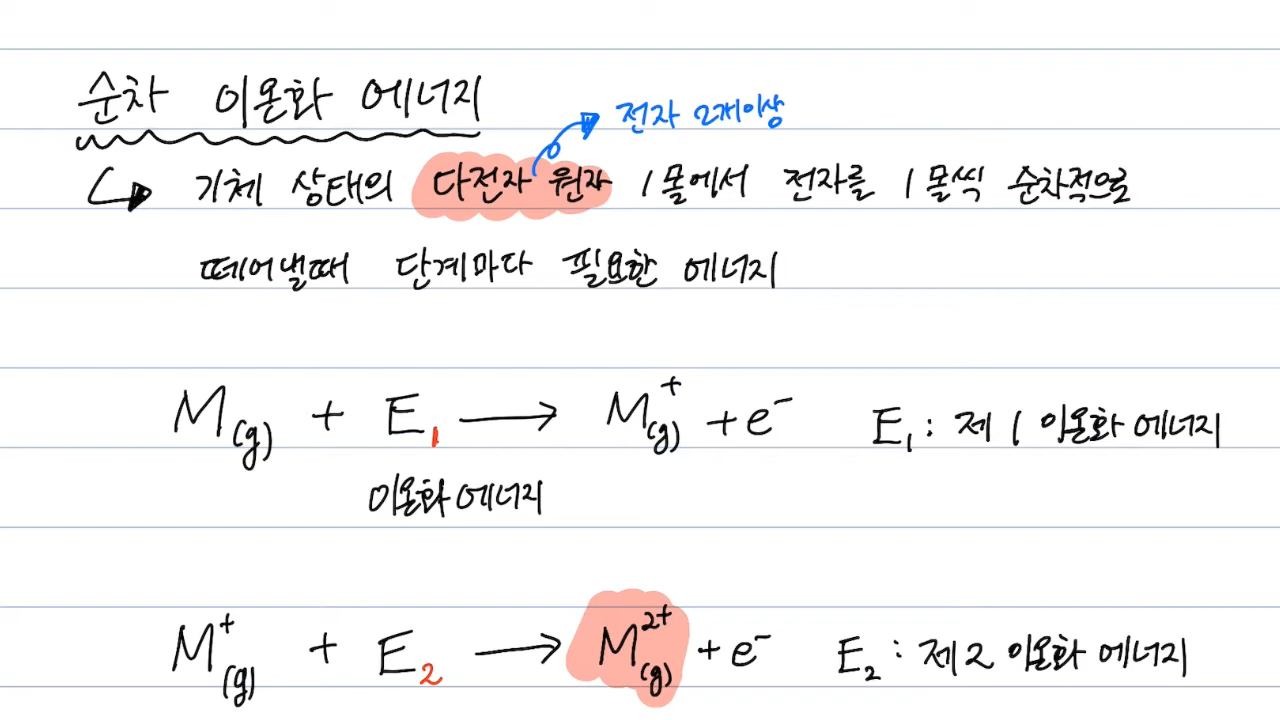 순차 이온화 에너지
전자 2개이상
기체 상태의 다전자 원자 1몰에서 전자를 1몰씩 순차적으로
떼어낼때 단계마다 필요한 에너지
M(g) + E₁ → M⁺(g) + e⁻ E₁ : 제 1 이온화 에너지
이온화 에너지
M⁺(g) + E₂ → M²⁺(g) + e⁻ E₂ : 제 2 이온화 에너지